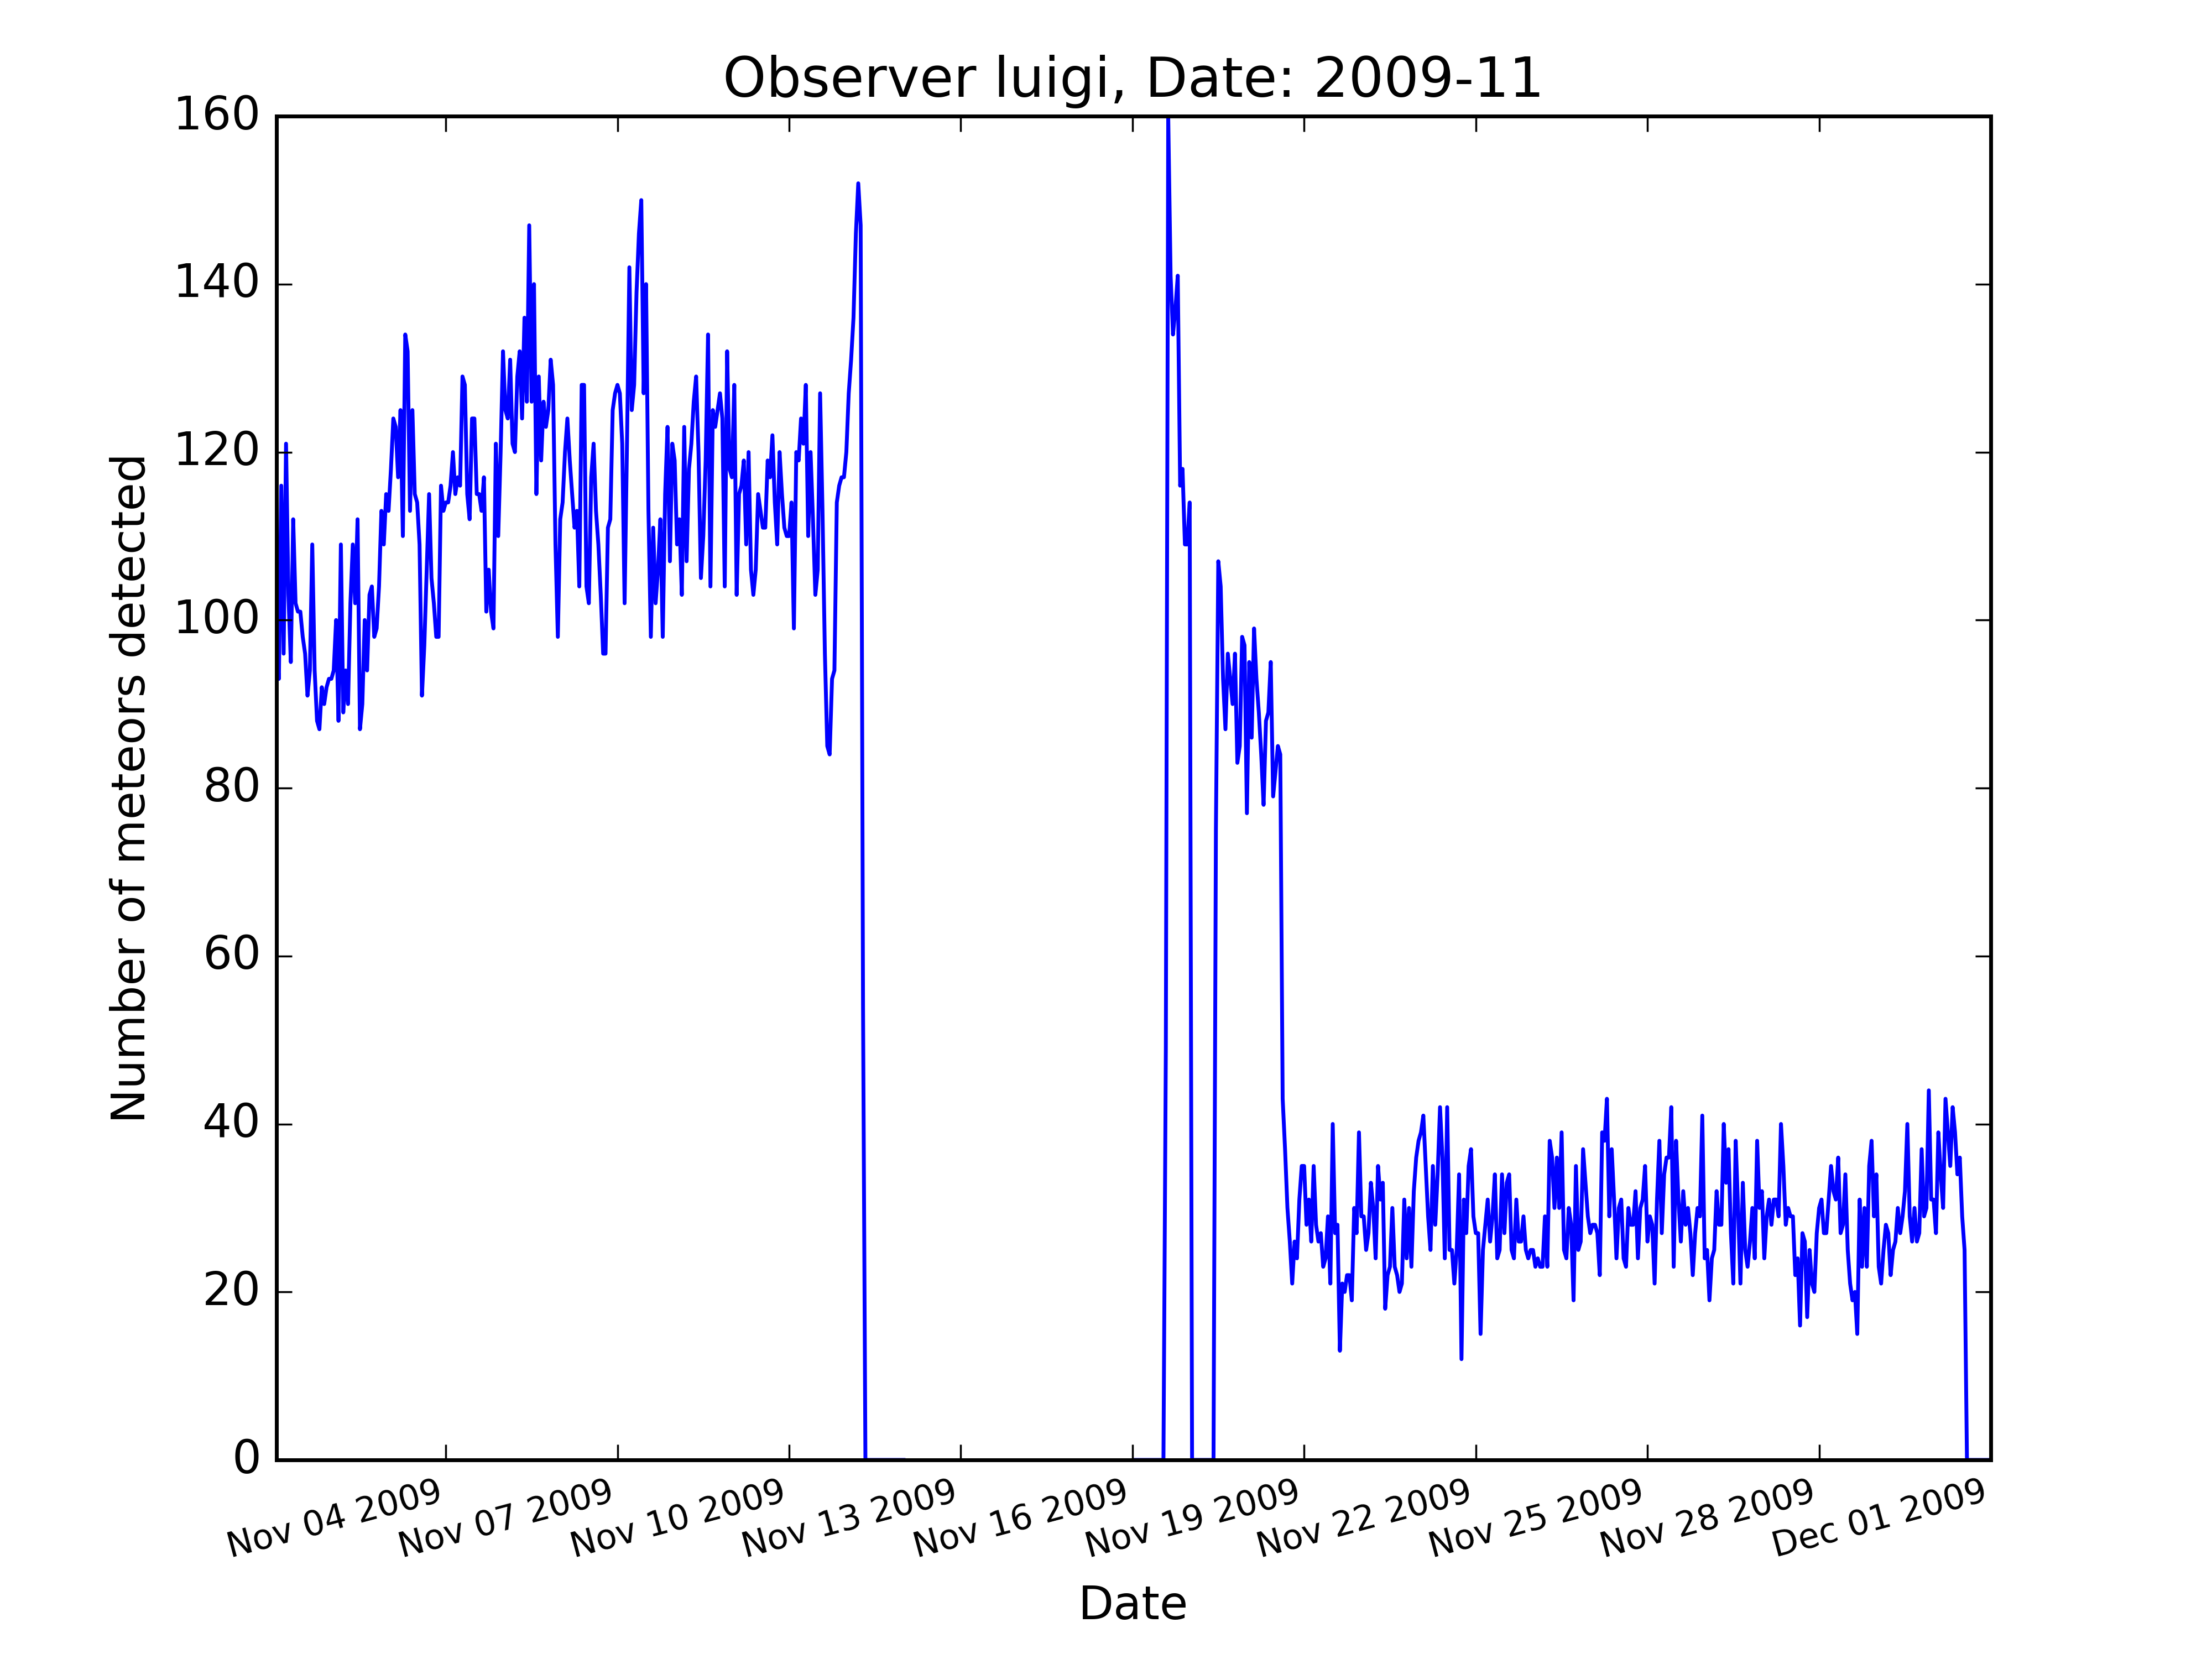 Observer luigi, Date: 2009-11
160
140
120
100
80
60
40
20
0
Number of meteors detected
Nov 04 2009
Nov 07 2009
Nov 10 2009
Nov 13 2009
Nov 16 2009
Nov 19 2009
Nov 22 2009
Nov 25 2009
Nov 28 2009
Dec 01 2009
Date